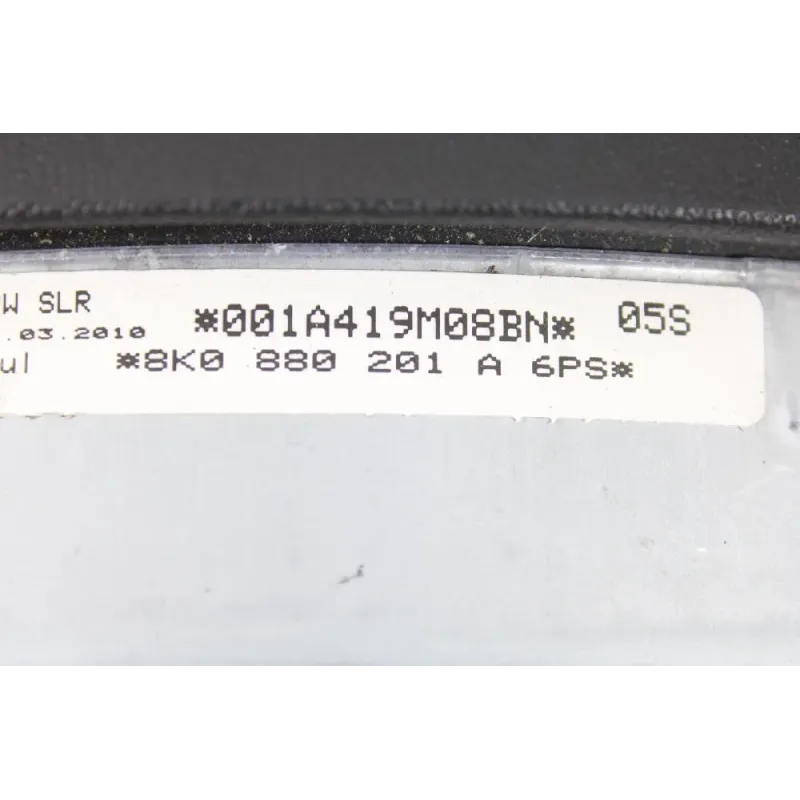 W SLR *001A419M08BN* 05S
.03.2010
ul *8K0 880 201 A 6PS*